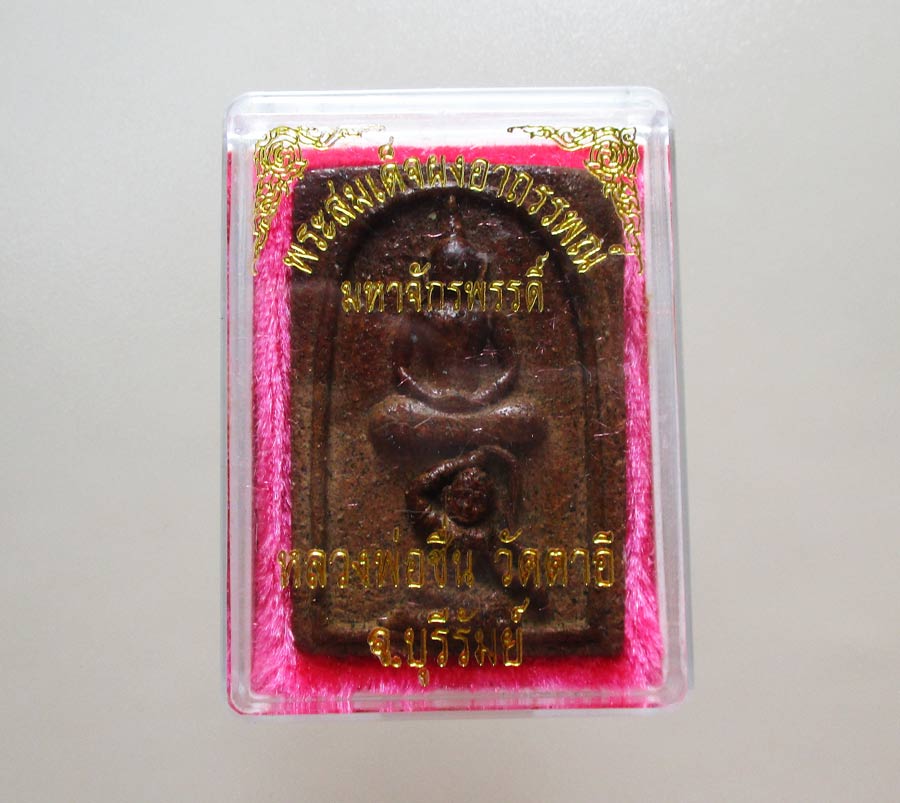 พระสมเด็จผงอาถรรพณ์
มหาจักรพรรดิ์
หลวงพ่อชื่น วัดตาอี
จ.บุรีรัมย์